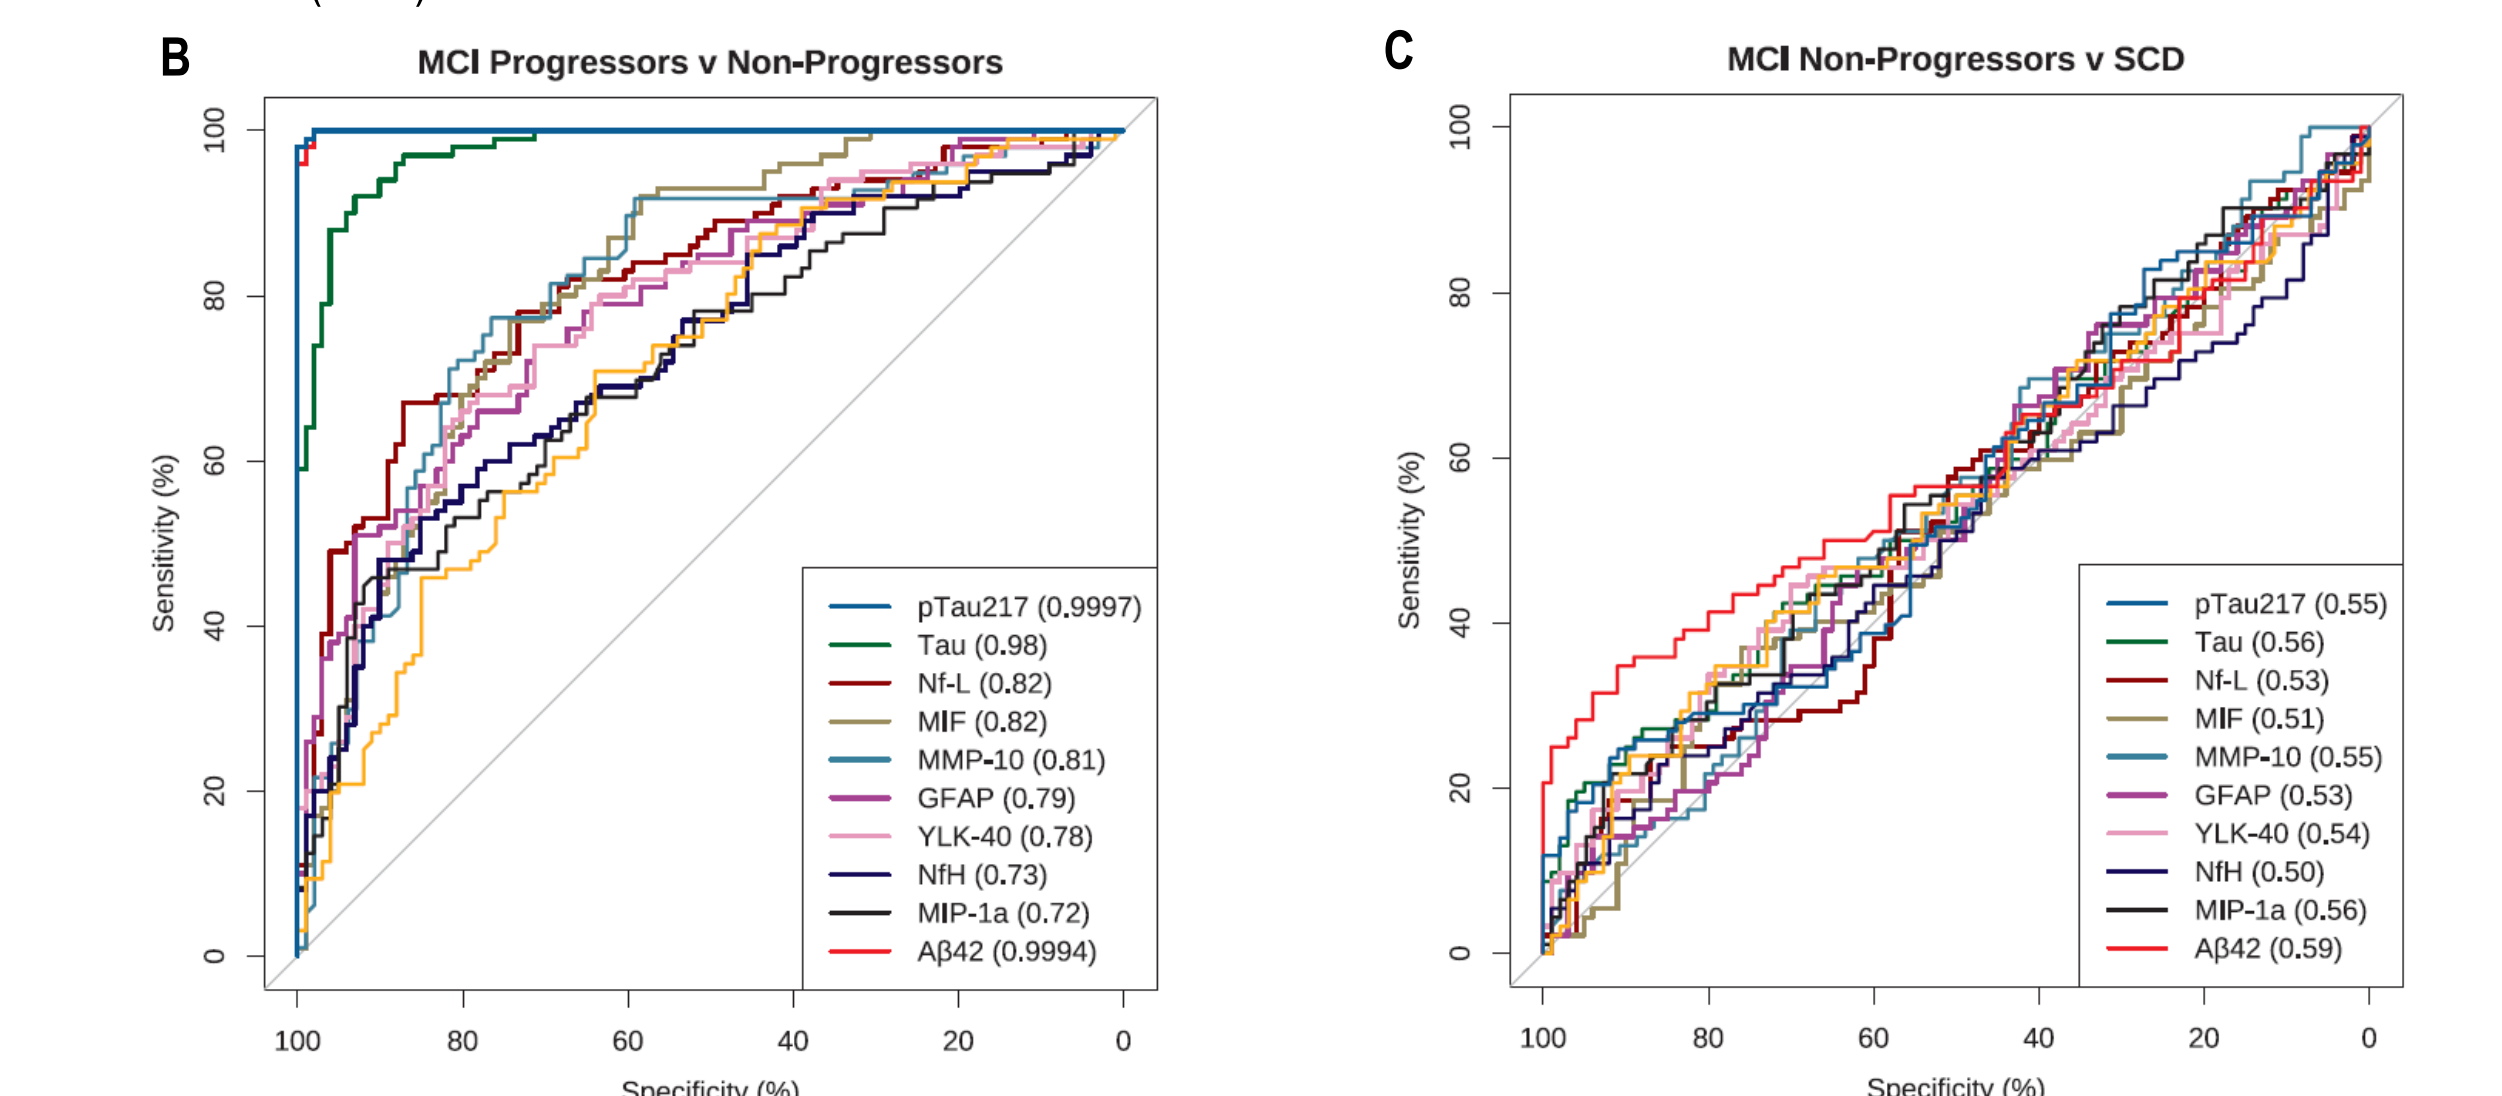 B
MCI Progressors v Non-Progressors
Sensitivity (%)
100
80
60
40
20
0
pTau217 (0.9997)
Tau (0.98)
Nf-L (0.82)
MIF (0.82)
MMP-10 (0.81)
GFAP (0.79)
YLK-40 (0.78)
NfH (0.73)
MIP-1a (0.72)
Aβ42 (0.9994)
100 80 60 40 20 0
Specificity (%)
C
MCI Non-Progressors v SCD
Sensitivity (%)
100
80
60
40
20
0
pTau217 (0.55)
Tau (0.56)
Nf-L (0.53)
MIF (0.51)
MMP-10 (0.55)
GFAP (0.53)
YLK-40 (0.54)
NfH (0.50)
MIP-1a (0.56)
Aβ42 (0.59)
100 80 60 40 20 0
Specificity (%)